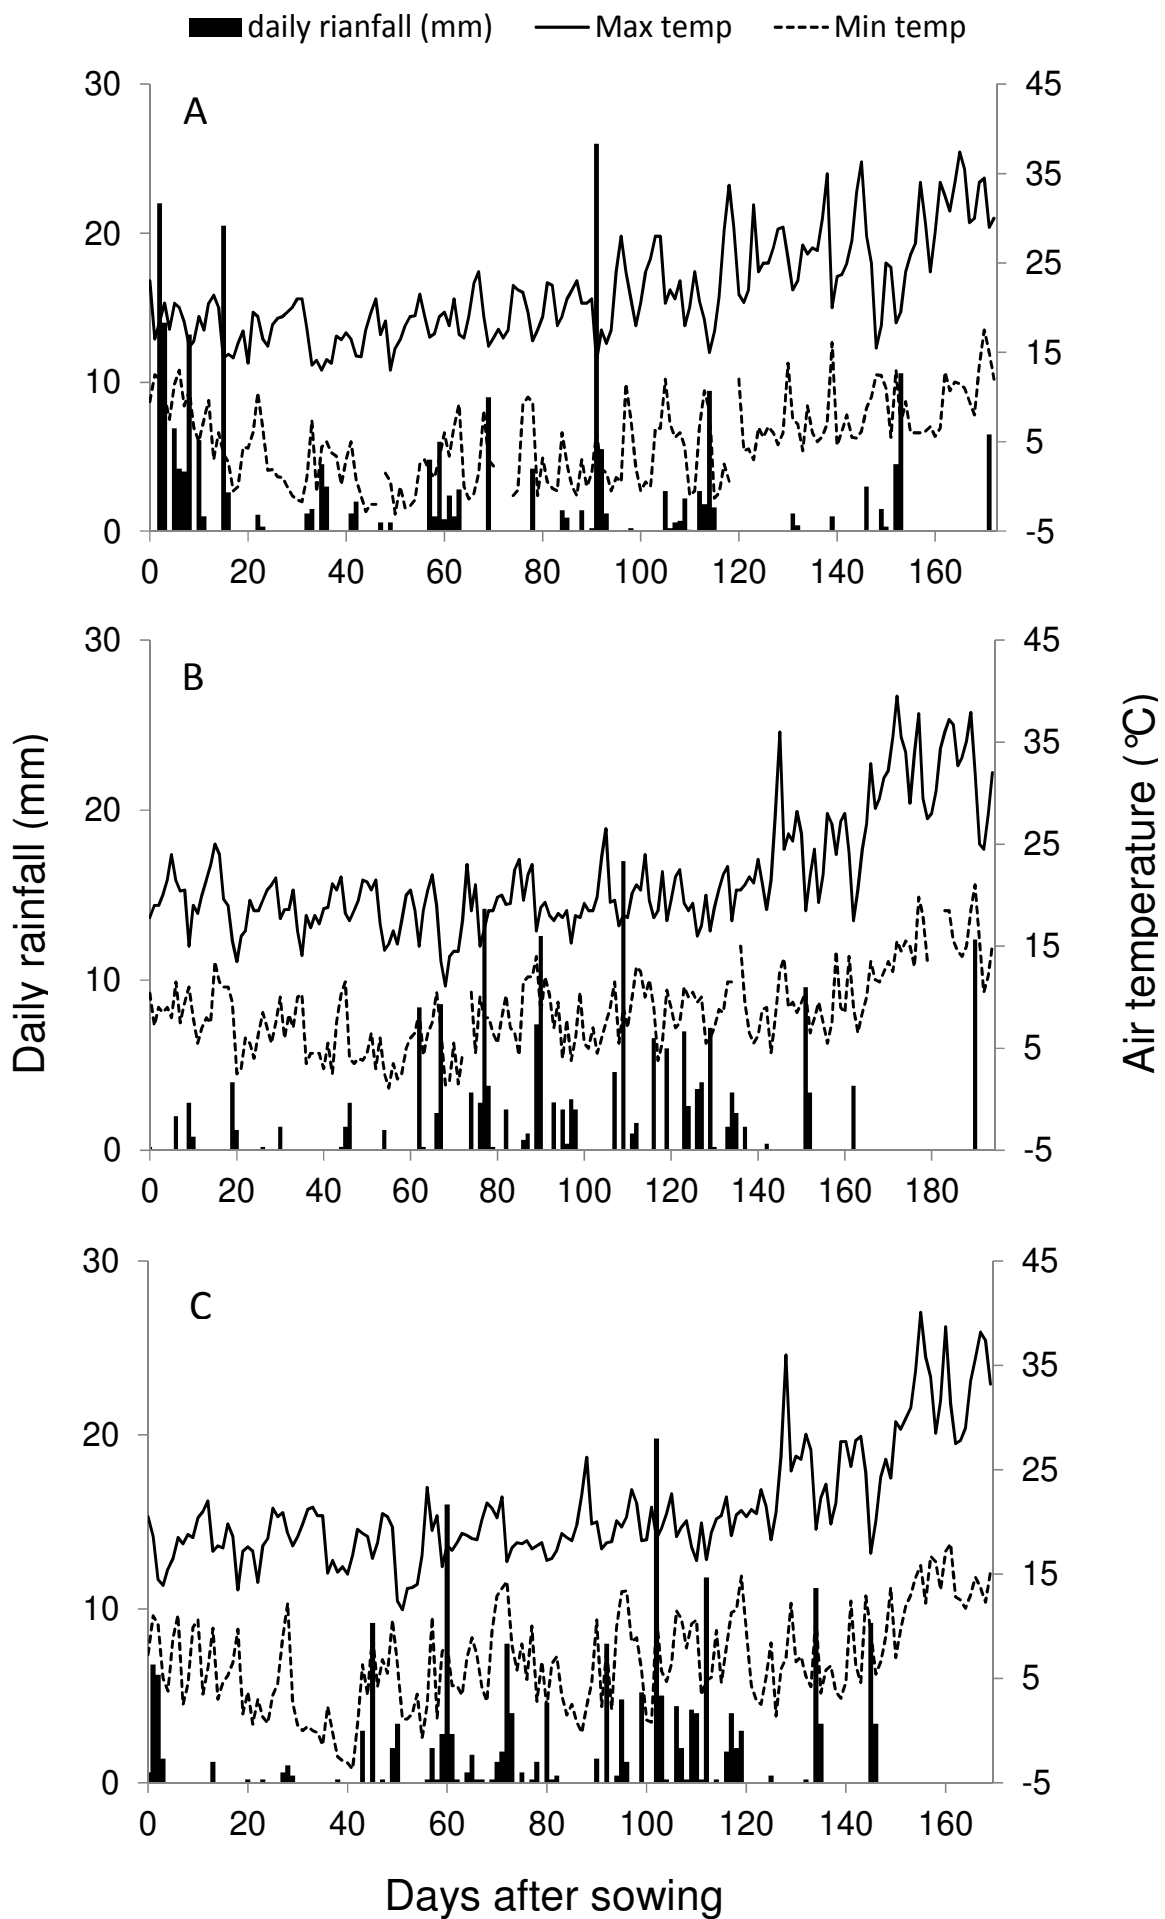 daily rianfall (mm) Max temp Min temp
30 45
A
35
20
25
15
10
5
0 -5
0 20 40 60 80 100 120 140 160
30 45
B
35
20
25
15
10
5
0 -5
0 20 40 60 80 100 120 140 160 180
30 45
C
35
20
25
15
10
5
0 -5
0 20 40 60 80 100 120 140 160
Daily rainfall (mm)
Air temperature (°C)
Days after sowing